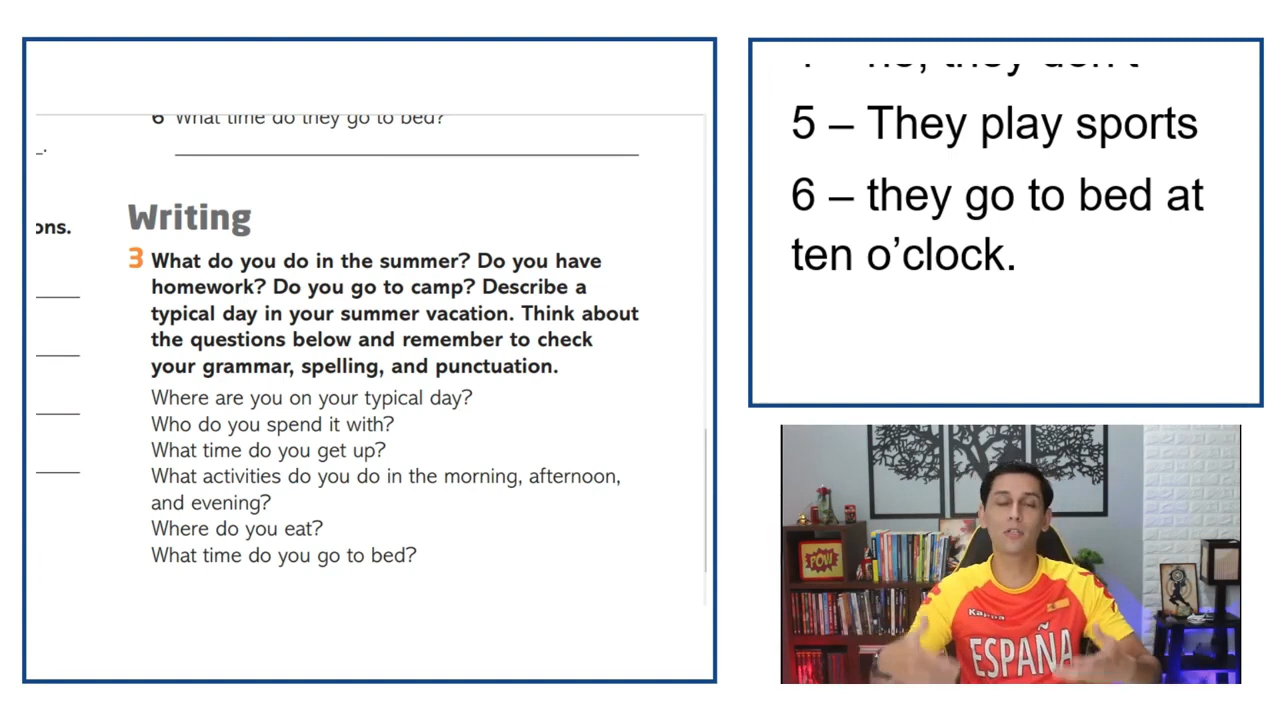 6 What time do they go to bed?
ons.
Writing
3 What do you do in the summer? Do you have
homework? Do you go to camp? Describe a
typical day in your summer vacation. Think about
the questions below and remember to check
your grammar, spelling, and punctuation.
Where are you on your typical day?
Who do you spend it with?
What time do you get up?
What activities do you do in the morning, afternoon,
and evening?
Where do you eat?
What time do you go to bed?
they don't
5 – They play sports
6 – they go to bed at
ten o’clock.
POW
Kappa
ESPAÑA